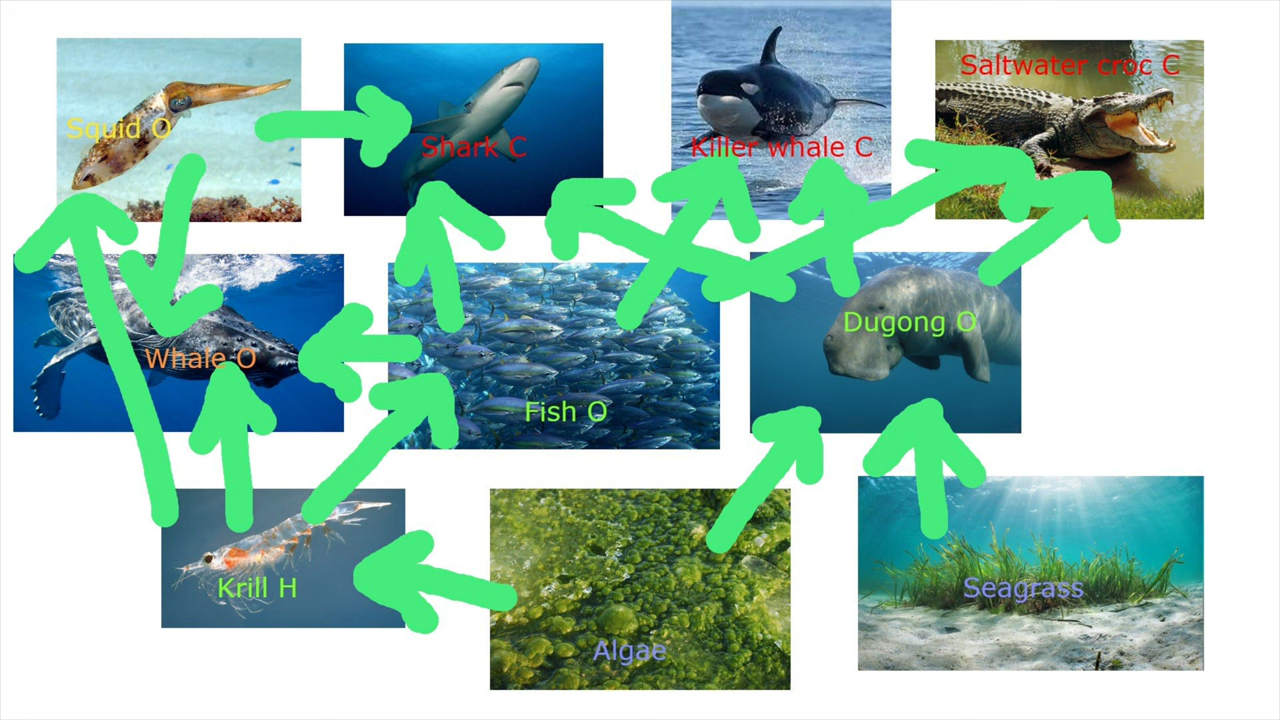 Squid O
Shark C
Killer whale C
Saltwater croc C
Whale O
Fish O
Dugong O
Krill H
Algae
Seagrass